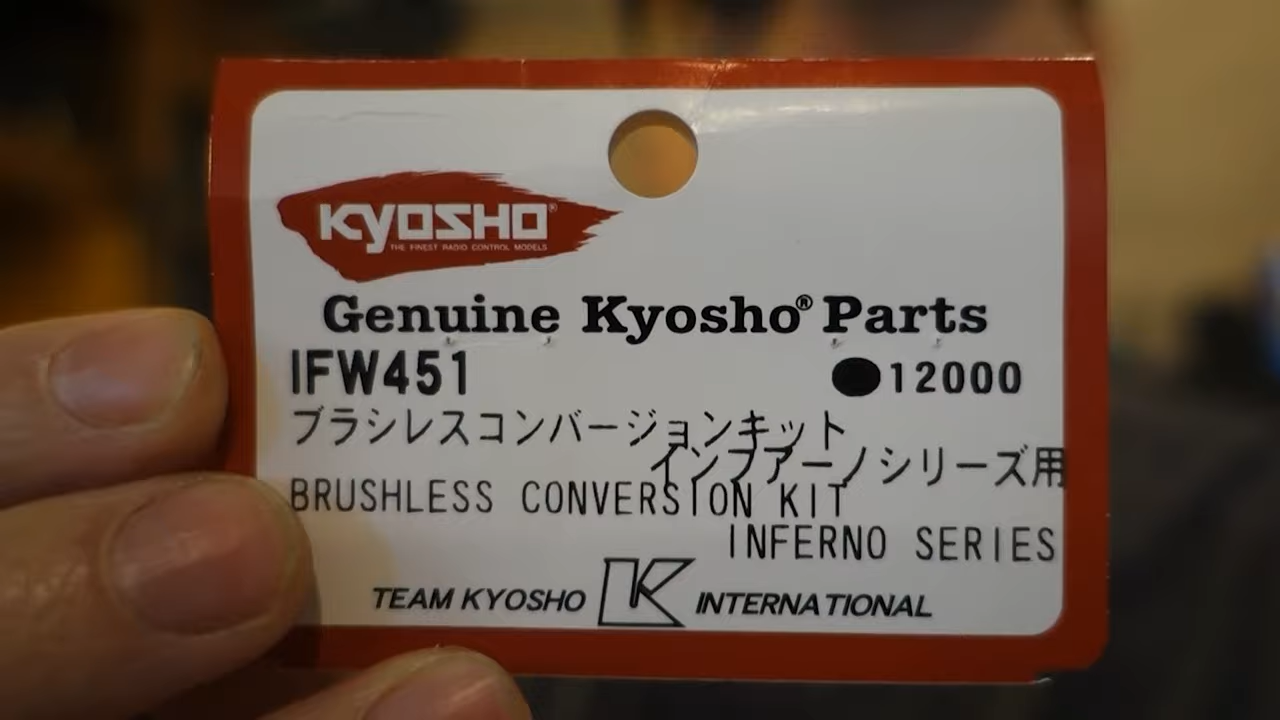 KYOSHO®
THE FINEST RADIO CONTROL MODELS
Genuine Kyosho® Parts
IFW451 ●12000
ブラシレスコンバージョンキット
インファーノシリーズ用
BRUSHLESS CONVERSION KIT
INFERNO SERIES
TEAM KYOSHO K INTERNATIONAL